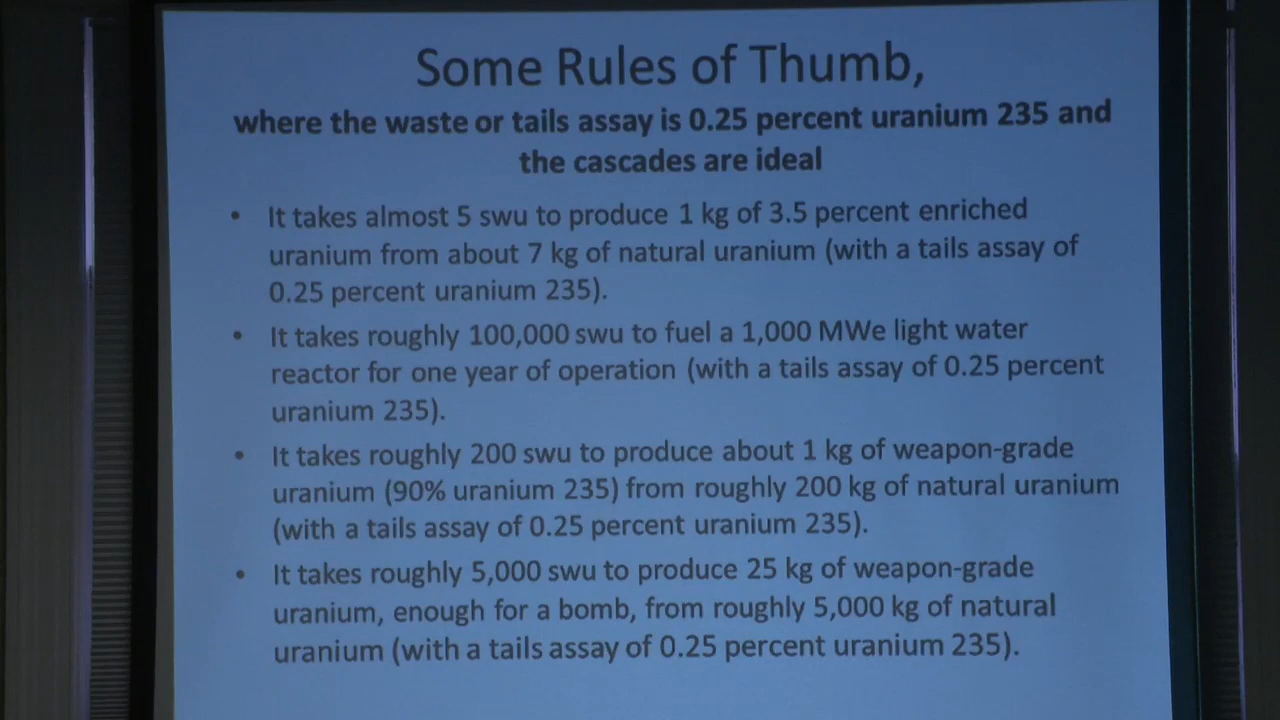 Some Rules of Thumb,
where the waste or tails assay is 0.25 percent uranium 235 and
the cascades are ideal
• It takes almost 5 swu to produce 1 kg of 3.5 percent enriched
uranium from about 7 kg of natural uranium (with a tails assay of
0.25 percent uranium 235).
• It takes roughly 100,000 swu to fuel a 1,000 MWe light water
reactor for one year of operation (with a tails assay of 0.25 percent
uranium 235).
• It takes roughly 200 swu to produce about 1 kg of weapon-grade
uranium (90% uranium 235) from roughly 200 kg of natural uranium
(with a tails assay of 0.25 percent uranium 235).
• It takes roughly 5,000 swu to produce 25 kg of weapon-grade
uranium, enough for a bomb, from roughly 5,000 kg of natural
uranium (with a tails assay of 0.25 percent uranium 235).